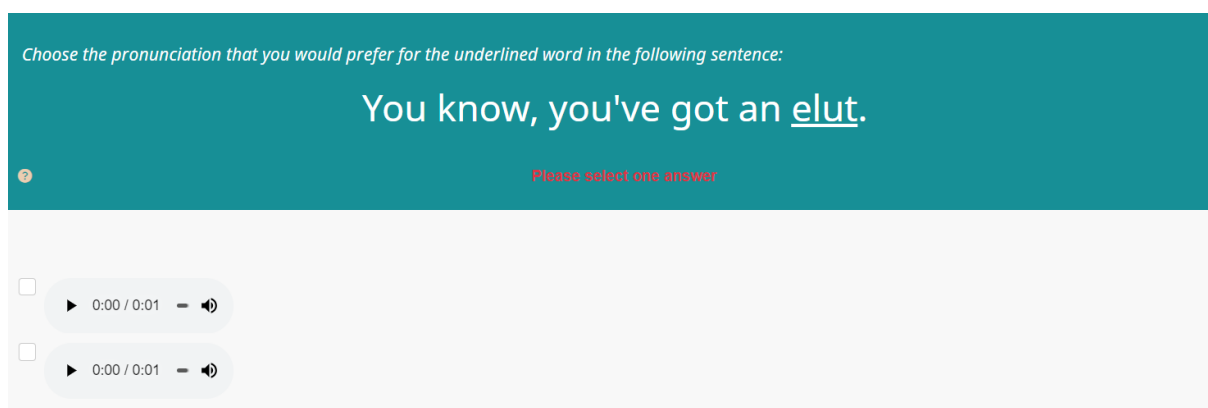 Choose the pronunciation that you would prefer for the underlined word in the following sentence:
You know, you've got an elut.
?
Please select one answer
0:00 / 0:01
0:00 / 0:01